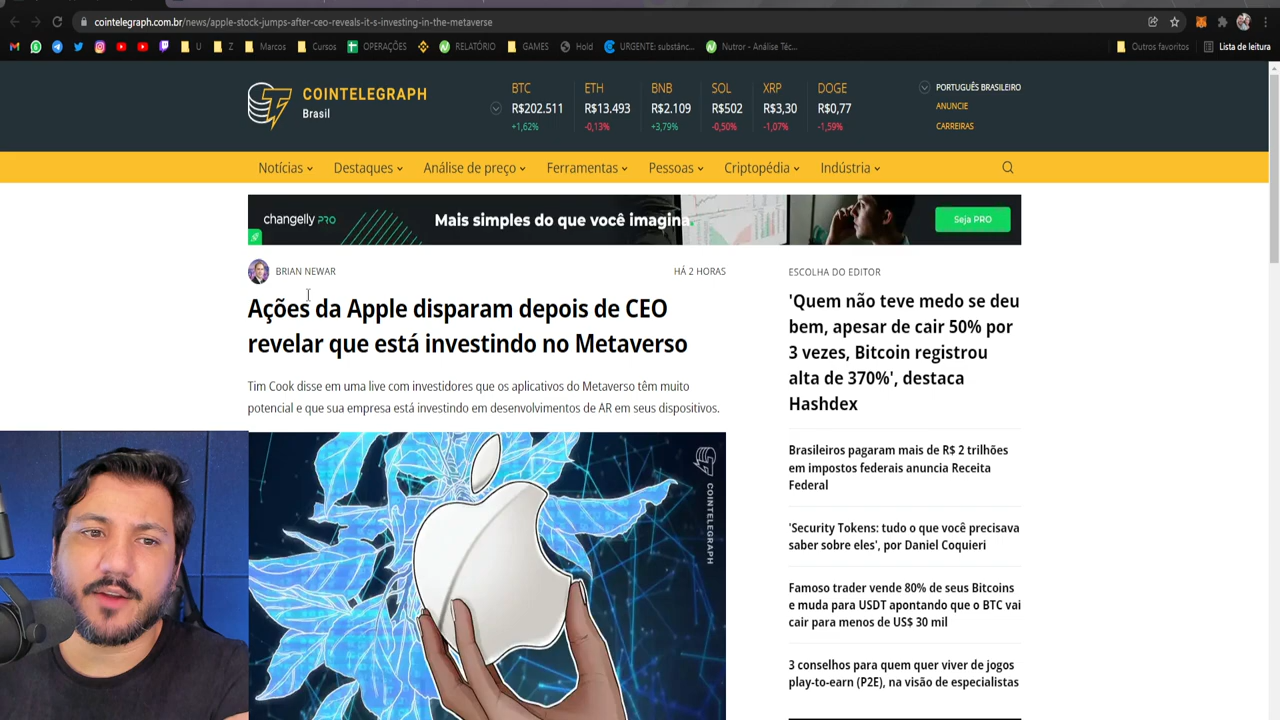 cointelegraph.com.br/news/apple-stock-jumps-after-ceo-reveals-it-s-investing-in-the-metaverse
U Z Marcos Cursos OPERAÇÕES RELATÓRIO GAMES Hold URGENTE: substânc... Nutror - Análise Téc... Outros favoritos Lista de leitura
COINTELEGRAPH
Brasil
BTC ETH BNB SOL XRP DOGE
R$202.511 R$13.493 R$2.109 R$502 R$3,30 R$0,77
+1,62% -0,13% +3,79% -0,50% -1,07% -1,59%
PORTUGUÊS BRASILEIRO
ANUNCIE
CARREIRAS
Notícias Destaques Análise de preço Ferramentas Pessoas Criptopédia Indústria
changelly PRO
Mais simples do que você imagina.
Seja PRO
BRIAN NEWAR
HÁ 2 HORAS
Ações da Apple disparam depois de CEO
revelar que está investindo no Metaverso
Tim Cook disse em uma live com investidores que os aplicativos do Metaverso têm muito
potencial e que sua empresa está investindo em desenvolvimentos de AR em seus dispositivos.
COINTELEGRAPH
ESCOLHA DO EDITOR
'Quem não teve medo se deu
bem, apesar de cair 50% por
3 vezes, Bitcoin registrou
alta de 370%', destaca
Hashdex
Brasileiros pagaram mais de R$ 2 trilhões
em impostos federais anuncia Receita
Federal
'Security Tokens: tudo o que você precisava
saber sobre eles', por Daniel Coquieri
Famoso trader vende 80% de seus Bitcoins
e muda para USDT apontando que o BTC vai
cair para menos de US$ 30 mil
3 conselhos para quem quer viver de jogos
play-to-earn (P2E), na visão de especialistas